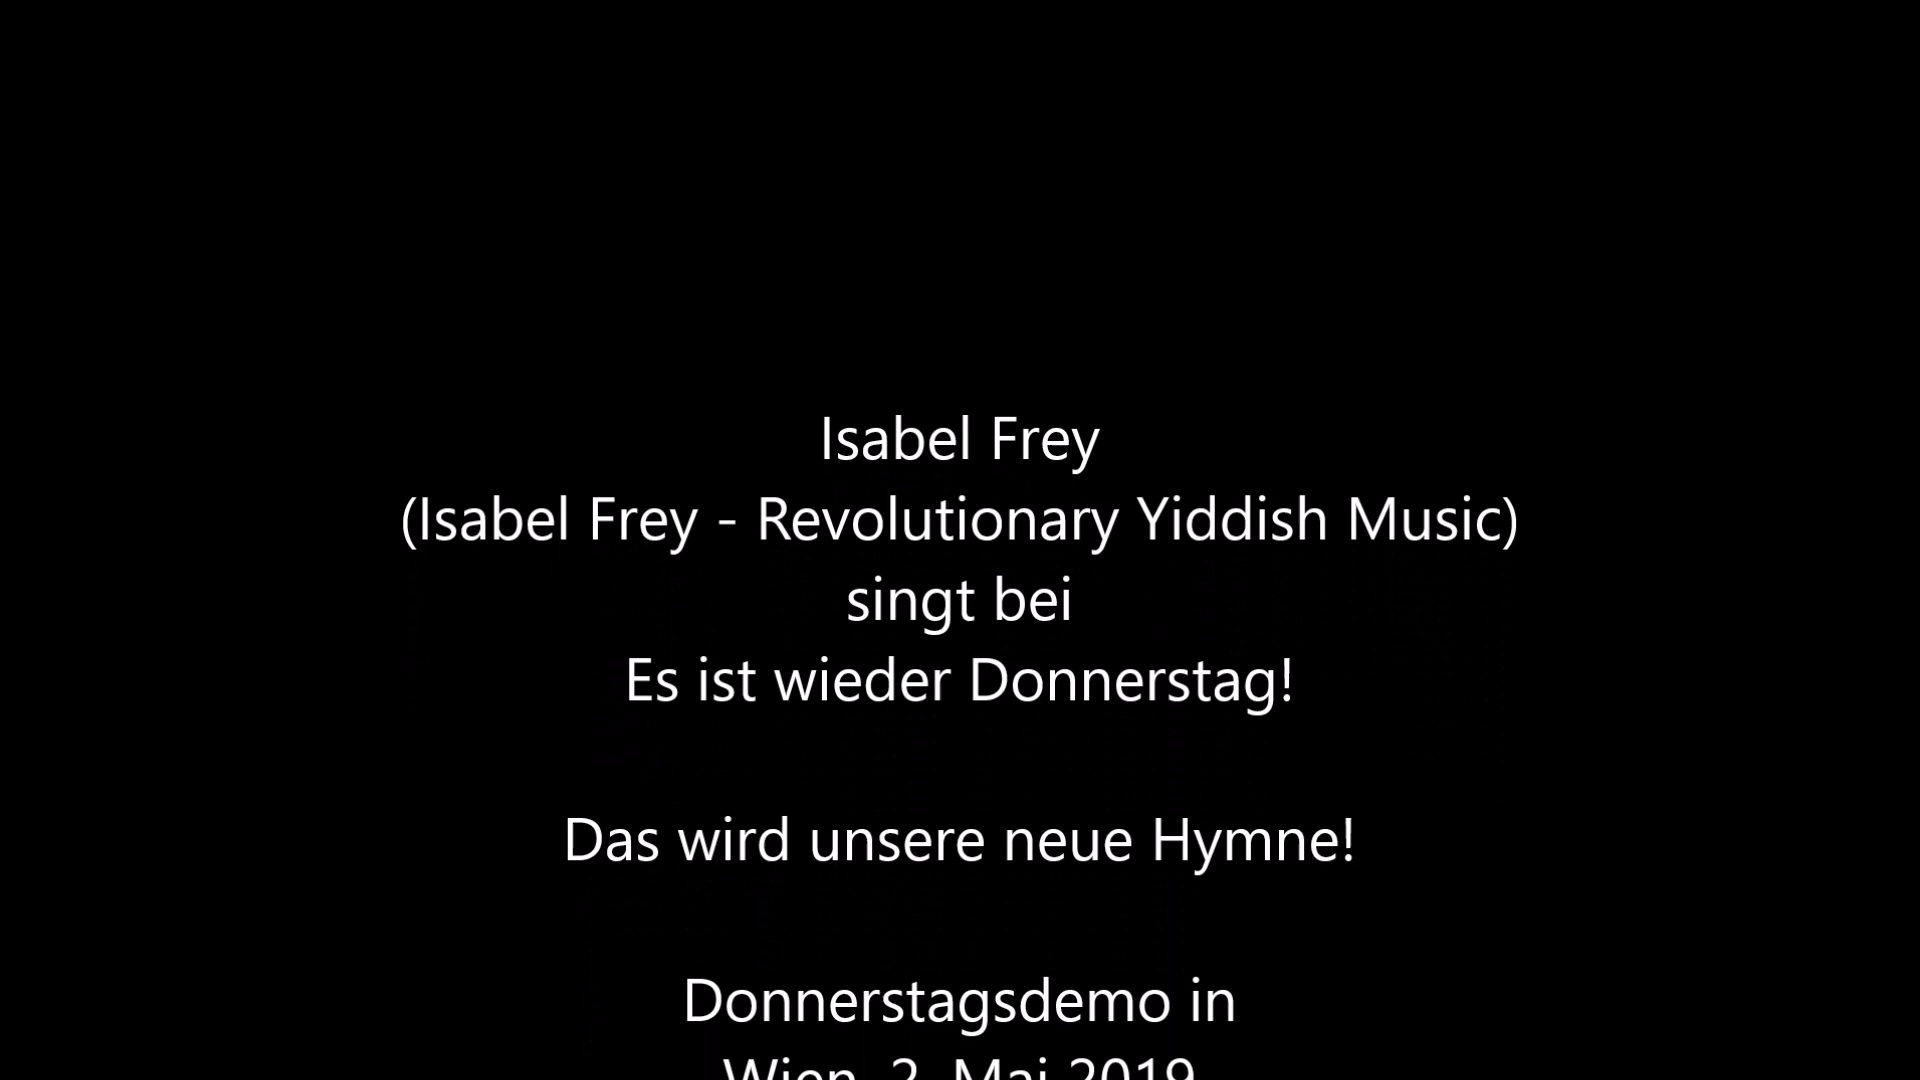 Isabel Frey
(Isabel Frey - Revolutionary Yiddish Music)
singt bei
Es ist wieder Donnerstag!
Das wird unsere neue Hymne!
Donnerstagsdemo in
Wien, 2. Mai 2019